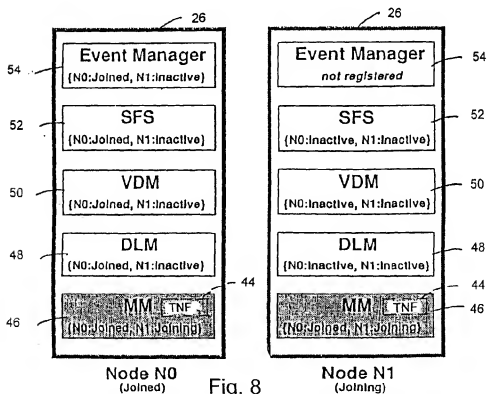 26
26
Event Manager
{N0:Joined, N1:Inactive}
54
Event Manager
not registered
54
SFS
{N0:Joined, N1:Inactive}
52
SFS
{N0:Inactive, N1:Inactive}
52
VDM
{N0:Joined, N1:Inactive}
50
VDM
{N0:Inactive, N1:Inactive}
50
DLM
{N0:Joined, N1:Inactive}
48
DLM
{N0:Inactive, N1:Inactive}
48
44
44
MM
TNF
{N0:Joined, N1:Joining}
46
MM
TNF
{N0:Joined, N1:Joining}
46
Node N0
(Joined)
Fig. 8
Node N1
(Joining)